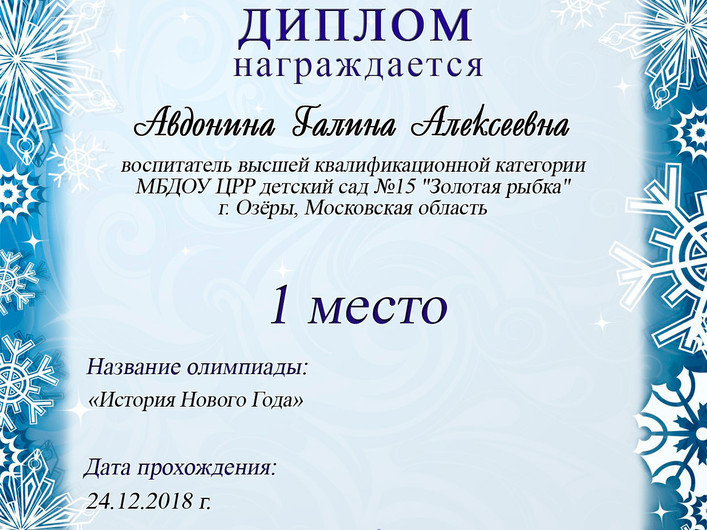 ДИПЛОМ
награждается
Авдонина Галина Алексеевна
воспитатель высшей квалификационной категории
МБДОУ ЦРР детский сад №15 "Золотая рыбка"
г. Озёры, Московская область
1 место
Название олимпиады:
«История Нового Года»
Дата прохождения:
24.12.2018 г.